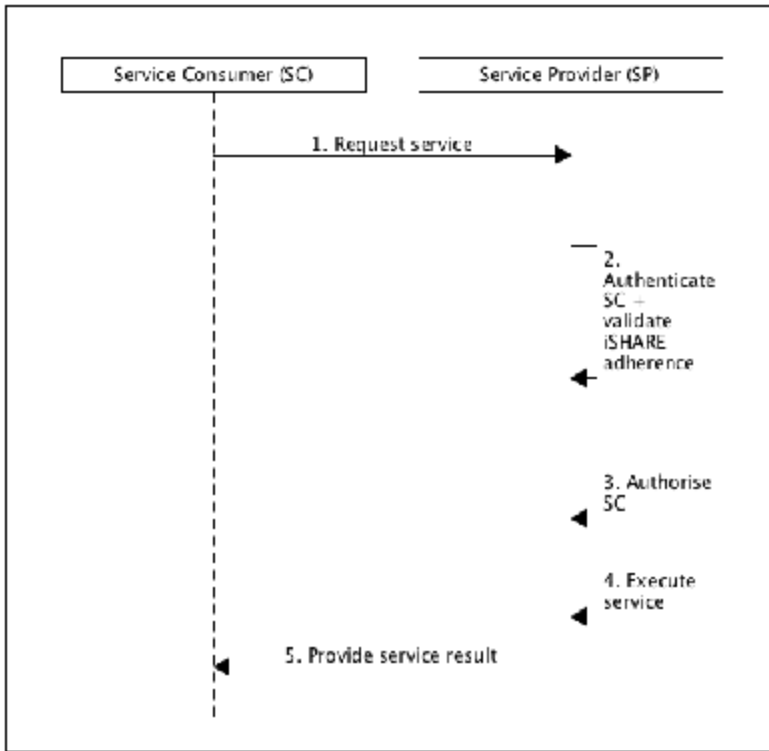 Service Consumer (SC)
Service Provider (SP)
1. Request service
2.
Authenticate
SC +
validate
iSHARE
adherence
3. Authorise
SC
4. Execute
service
5. Provide service result